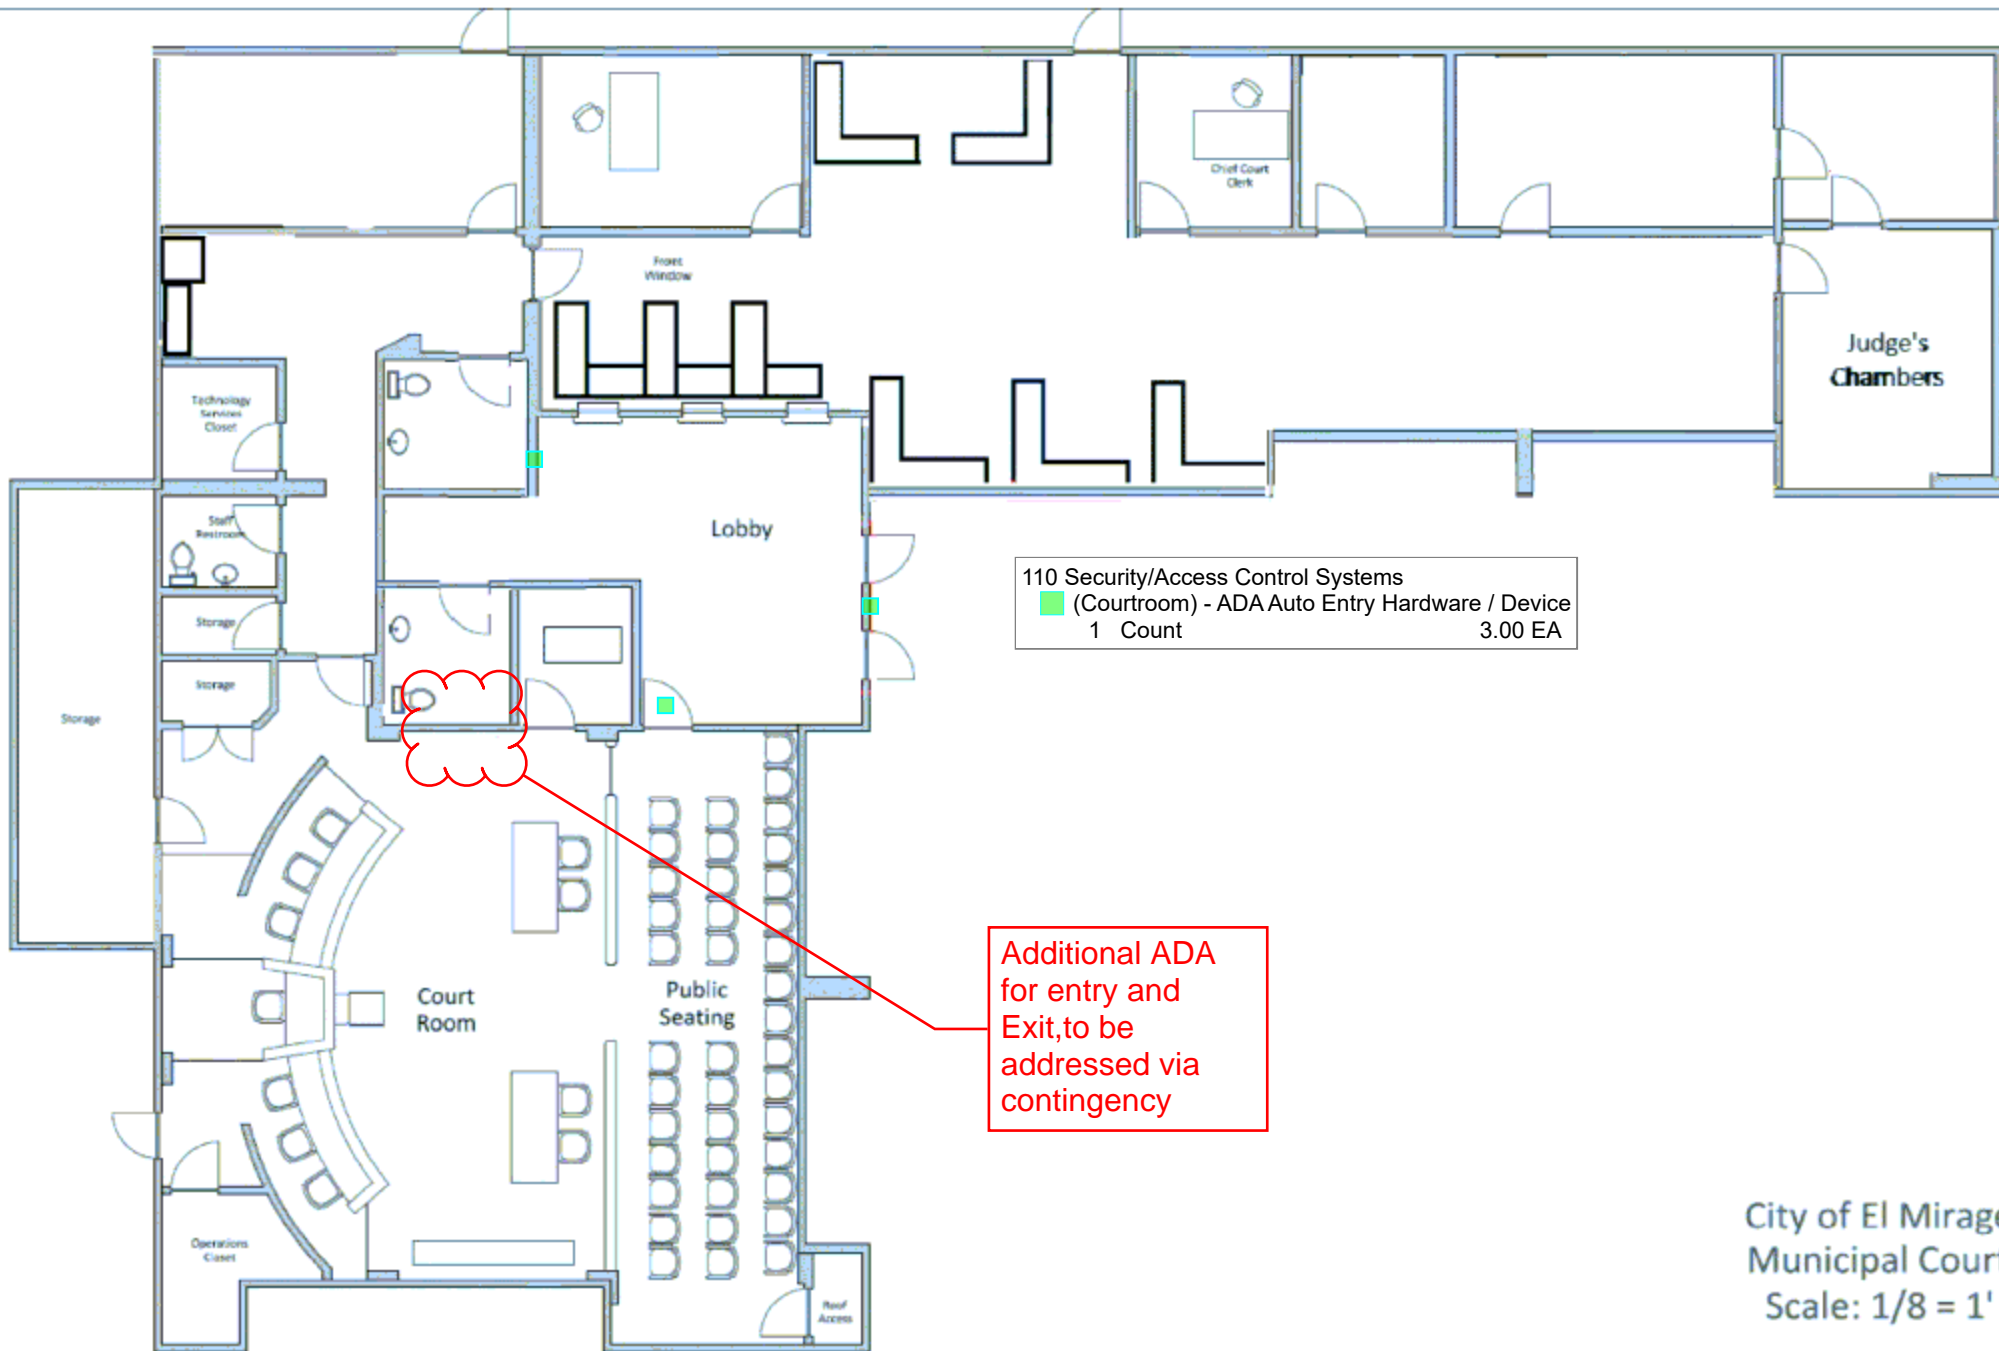 Chief Court
Clerk
Front
Window
Judge's
Chambers
Technology
Services
Closet
Lobby
Staff
Restroom
110 Security/Access Control Systems
(Courtroom) - ADA Auto Entry Hardware / Device
1 Count 3.00 EA
Storage
Storage
Storage
Additional ADA
for entry and
Exit,to be
addressed via
contingency
Court
Room
Public
Seating
Operations
Closet
Roof
Access
City of El Mirage
Municipal Court
Scale: 1/8 = 1'